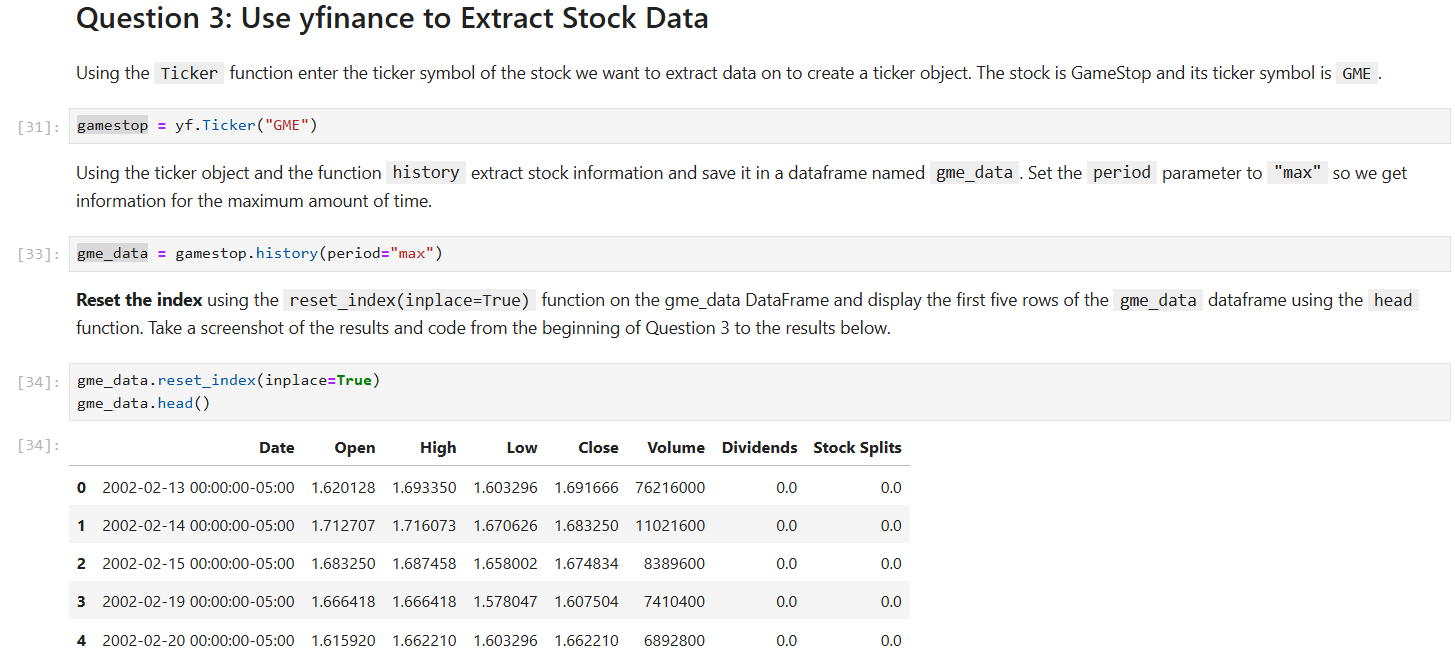 Question 3: Use yfinance to Extract Stock Data
Using the Ticker function enter the ticker symbol of the stock we want to extract data on to create a ticker object. The stock is GameStop and its ticker symbol is GME .
[31]: gamestop = yf.Ticker("GME")
Using the ticker object and the function history extract stock information and save it in a dataframe named gme_data . Set the period parameter to "max" so we get
information for the maximum amount of time.
[33]: gme_data = gamestop.history(period="max")
Reset the index using the reset_index(inplace=True) function on the gme_data DataFrame and display the first five rows of the gme_data dataframe using the head
function. Take a screenshot of the results and code from the beginning of Question 3 to the results below.
[34]: gme_data.reset_index(inplace=True)
gme_data.head()
[34]: Date Open High Low Close Volume Dividends Stock Splits
0 2002-02-13 00:00:00-05:00 1.620128 1.693350 1.603296 1.691666 76216000 0.0 0.0
1 2002-02-14 00:00:00-05:00 1.712707 1.716073 1.670626 1.683250 11021600 0.0 0.0
2 2002-02-15 00:00:00-05:00 1.683250 1.687458 1.658002 1.674834 8389600 0.0 0.0
3 2002-02-19 00:00:00-05:00 1.666418 1.666418 1.578047 1.607504 7410400 0.0 0.0
4 2002-02-20 00:00:00-05:00 1.615920 1.662210 1.603296 1.662210 6892800 0.0 0.0